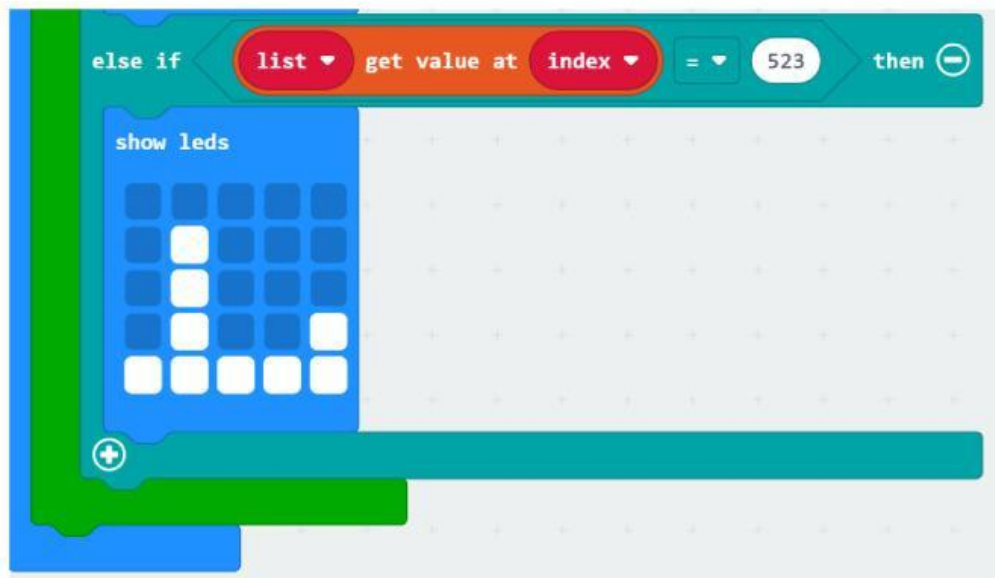 else if list get value at index = 523 then
show leds